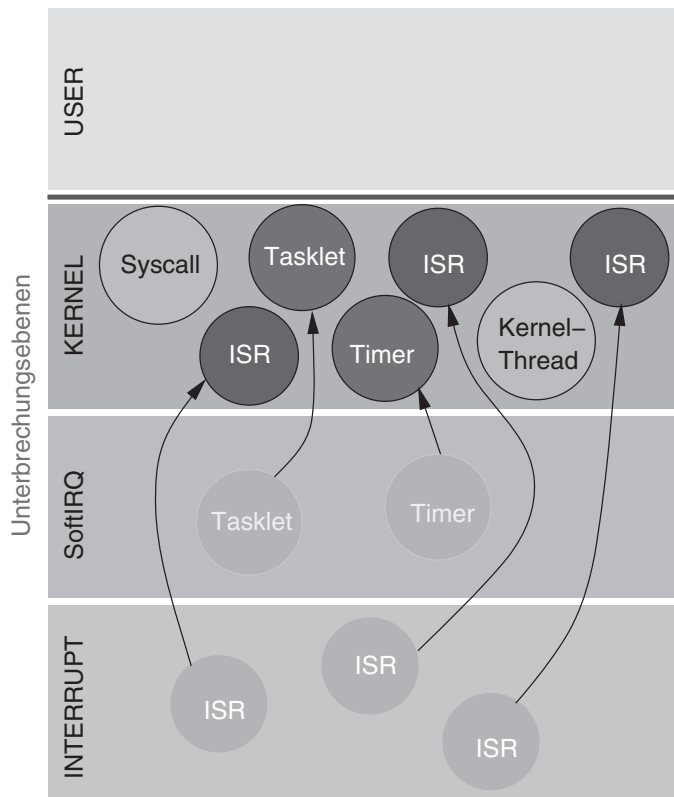 Unterbrechungsebenen
USER
KERNEL
Syscall
Tasklet
ISR
ISR
ISR
Timer
Kernel–
Thread
SoftIRQ
Tasklet
Timer
INTERRUPT
ISR
ISR
ISR